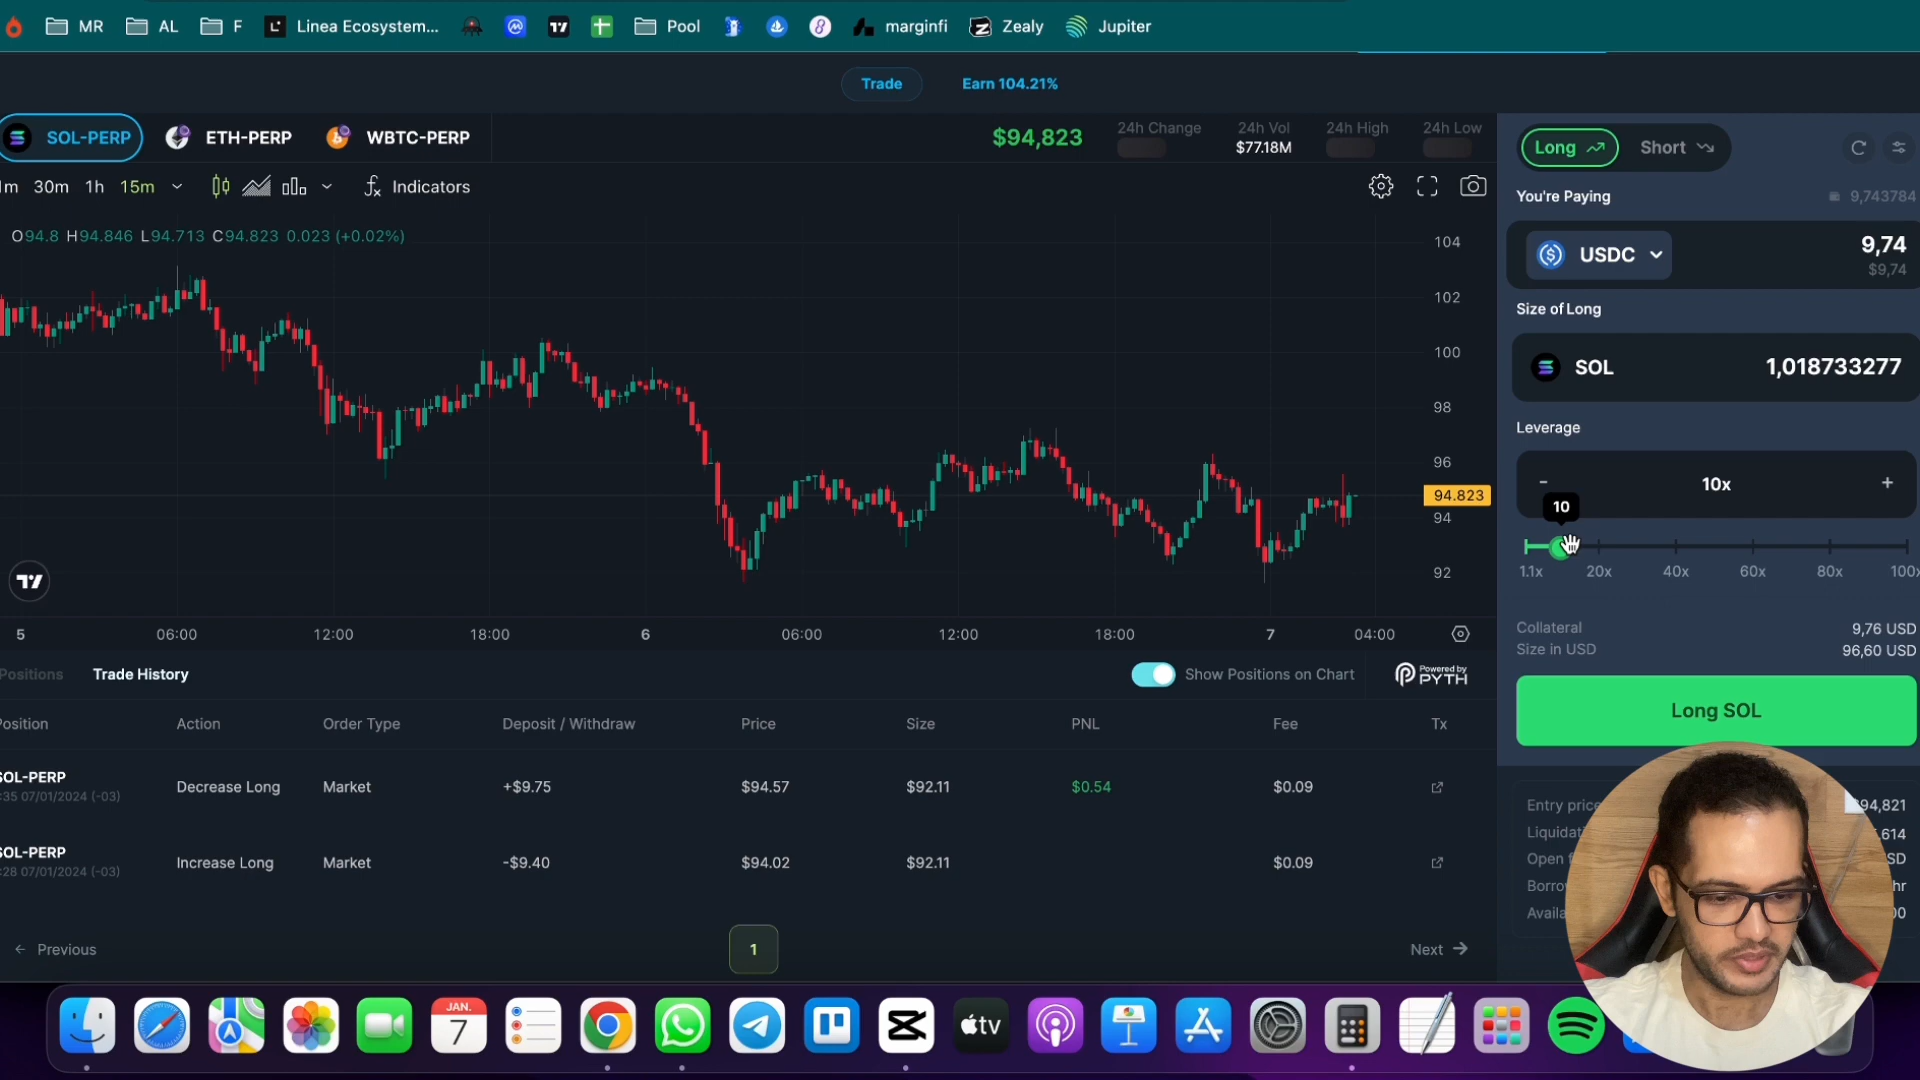 MR AL F Linea Ecosystem... Pool marginfi Zealy Jupiter
Trade Earn 104.21%
SOL-PERP ETH-PERP WBTC-PERP
$94,823
24h Change
24h Vol
$77.18M
24h High
24h Low
30m 1h 15m Indicators
O94.8 H94.846 L94.713 C94.823 0.023 (+0.02%)
104
102
100
98
96
94.823
94
92
5 06:00 12:00 18:00 6 06:00 12:00 18:00 7 04:00
Long Short
You're Paying 9,743784
USDC 9,74
$9,74
Size of Long
SOL 1,018733277
Leverage
- 10x +
10
1.1x 20x 40x 60x 80x 100x
Collateral 9,76 USD
Size in USD 96,60 USD
Long SOL
Entry price $94,821
Positions Trade History Show Positions on Chart Powered by PYTH
Position Action Order Type Deposit / Withdraw Price Size PNL Fee Tx
SOL-PERP
:35 07/01/2024 (-03)
Decrease Long Market +$9.75 $94.57 $92.11 $0.54 $0.09
SOL-PERP
:28 07/01/2024 (-03)
Increase Long Market -$9.40 $94.02 $92.11 $0.09
Previous 1 Next
JAN.
7
tv